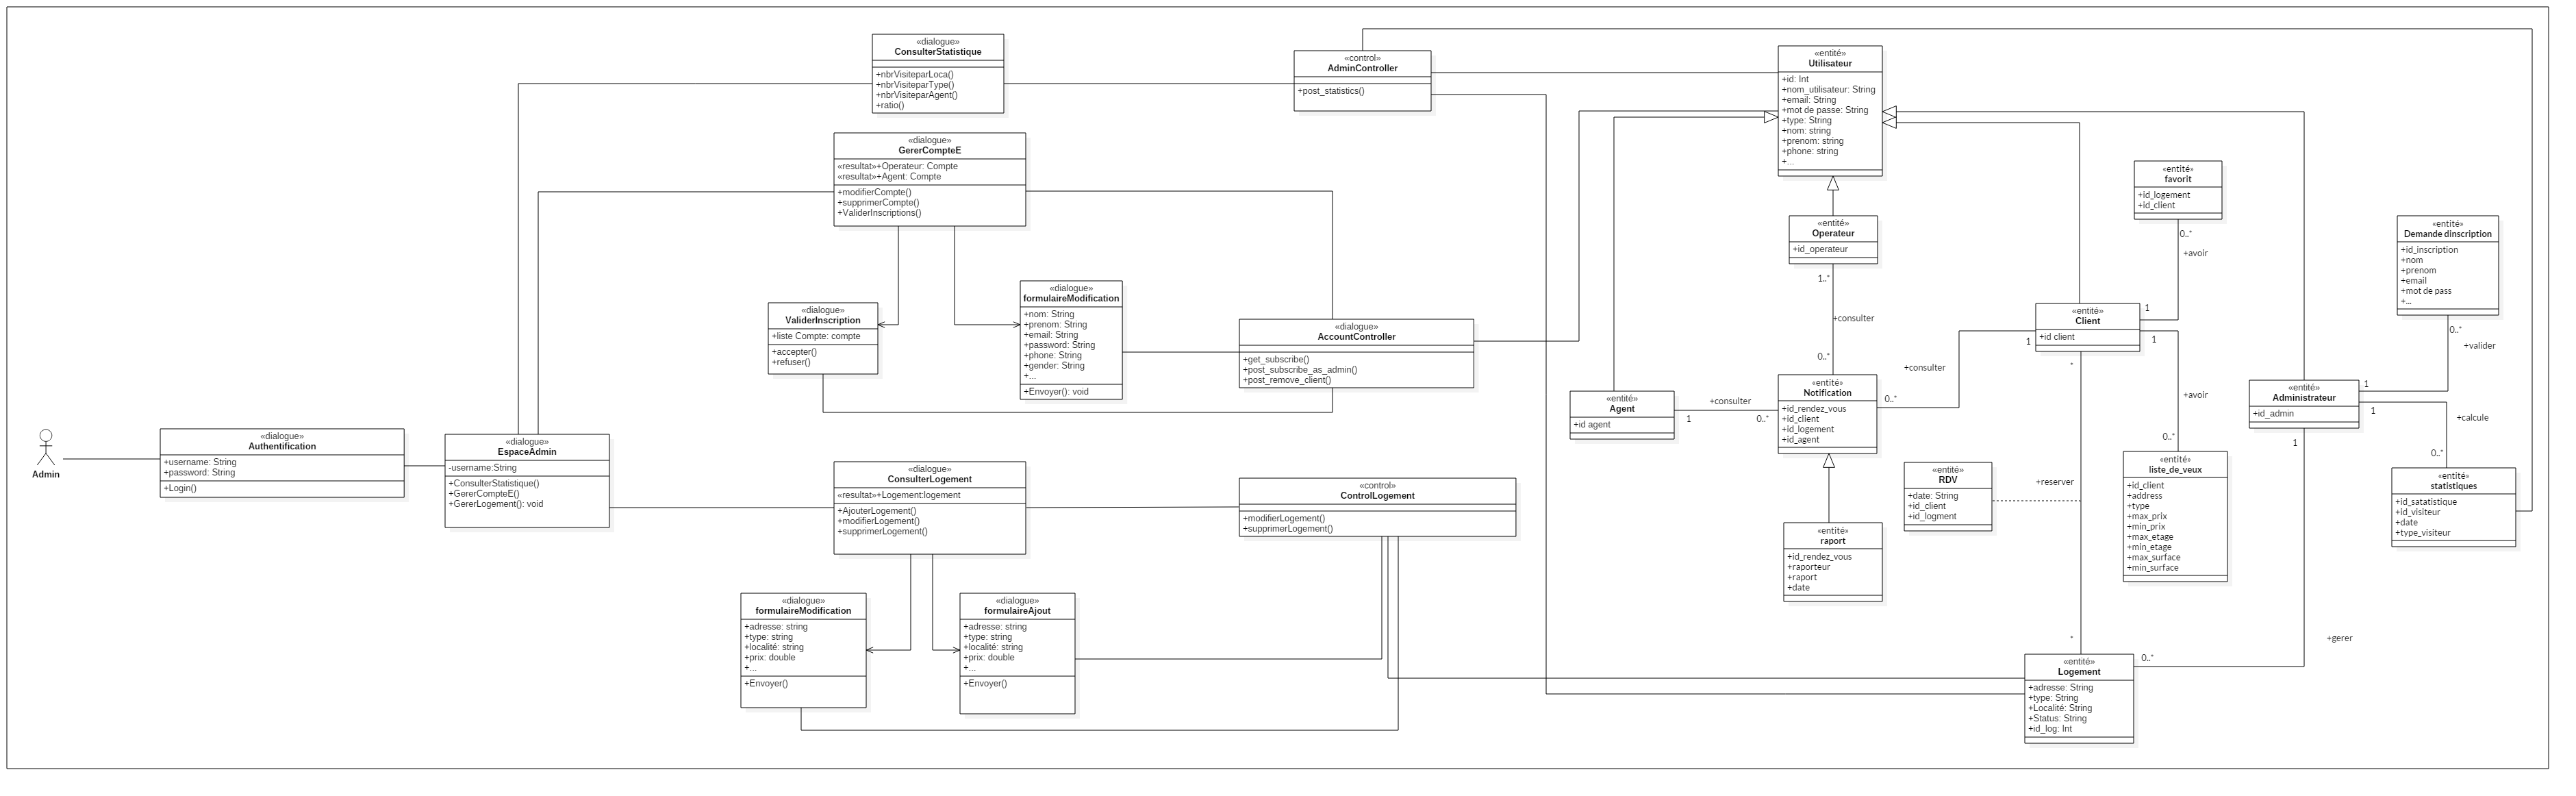 «dialogue»
ConsulterStatistique
+nbrVisiteparLoca()
+nbrVisiteparType()
+nbrVisiteparAgent()
+ratio()
«control»
AdminController
+post_statistics()
«entité»
Utilisateur
+id: Int
+nom_utilisateur: String
+email: String
+mot de passe: String
+type: String
+nom: string
+prenom: string
+phone: string
+...
«dialogue»
GererCompteE
«resultat»+Operateur: Compte
«resultat»+Agent: Compte
+modifierCompte()
+supprimerCompte()
+ValiderInscriptions()
«entité»
favorit
+id_logement
+id_client
0..*
+avoir
1
«entité»
Operateur
+id_operateur
1..*
+consulter
0..*
«entité»
Demande dinscription
+id_inscription
+nom
+prenom
+email
+mot de pass
+...
0..*
+valider
1
«dialogue»
ValiderInscription
+liste Compte: compte
+accepter()
+refuser()
«dialogue»
formulaireModification
+nom: String
+prenom: String
+email: String
+password: String
+phone: String
+gender: String
+...
+Envoyer(): void
«dialogue»
AccountController
+get_subscribe()
+post_subscribe_as_admin()
+post_remove_client()
«entité»
Client
+id client
1
+consulter
0..*
1
+avoir
0..*
*
+reserver
*
«entité»
Agent
+id agent
+consulter
1
0..*
«entité»
Notification
+id_rendez_vous
+id_client
+id_logement
+id_agent
«entité»
Administrateur
+id_admin
1
+calcule
0..*
1
+gerer
0..*
Admin
«dialogue»
Authentification
+username: String
+password: String
+Login()
«dialogue»
EspaceAdmin
-username:String
+ConsulterStatistique()
+GererCompteE()
+GererLogement(): void
«dialogue»
ConsulterLogement
«resultat»+Logement:logement
+AjouterLogement()
+modifierLogement()
+supprimerLogement()
«control»
ControlLogement
+modifierLogement()
+supprimerLogement()
«entité»
RDV
+date: String
+id_client
+id_logment
«entité»
liste_de_veux
+id_client
+address
+type
+max_prix
+min_prix
+max_etage
+min_etage
+max_surface
+min_surface
«entité»
statistiques
+id_satatistique
+id_visiteur
+date
+type_visiteur
«entité»
raport
+id_rendez_vous
+raporteur
+raport
+date
«dialogue»
formulaireModification
+adresse: string
+type: string
+localité: string
+prix: double
+...
+Envoyer()
«dialogue»
formulaireAjout
+adresse: string
+type: string
+localité: string
+prix: double
+...
+Envoyer()
«entité»
Logement
+adresse: String
+type: String
+Localité: String
+Status: String
+id_log: Int